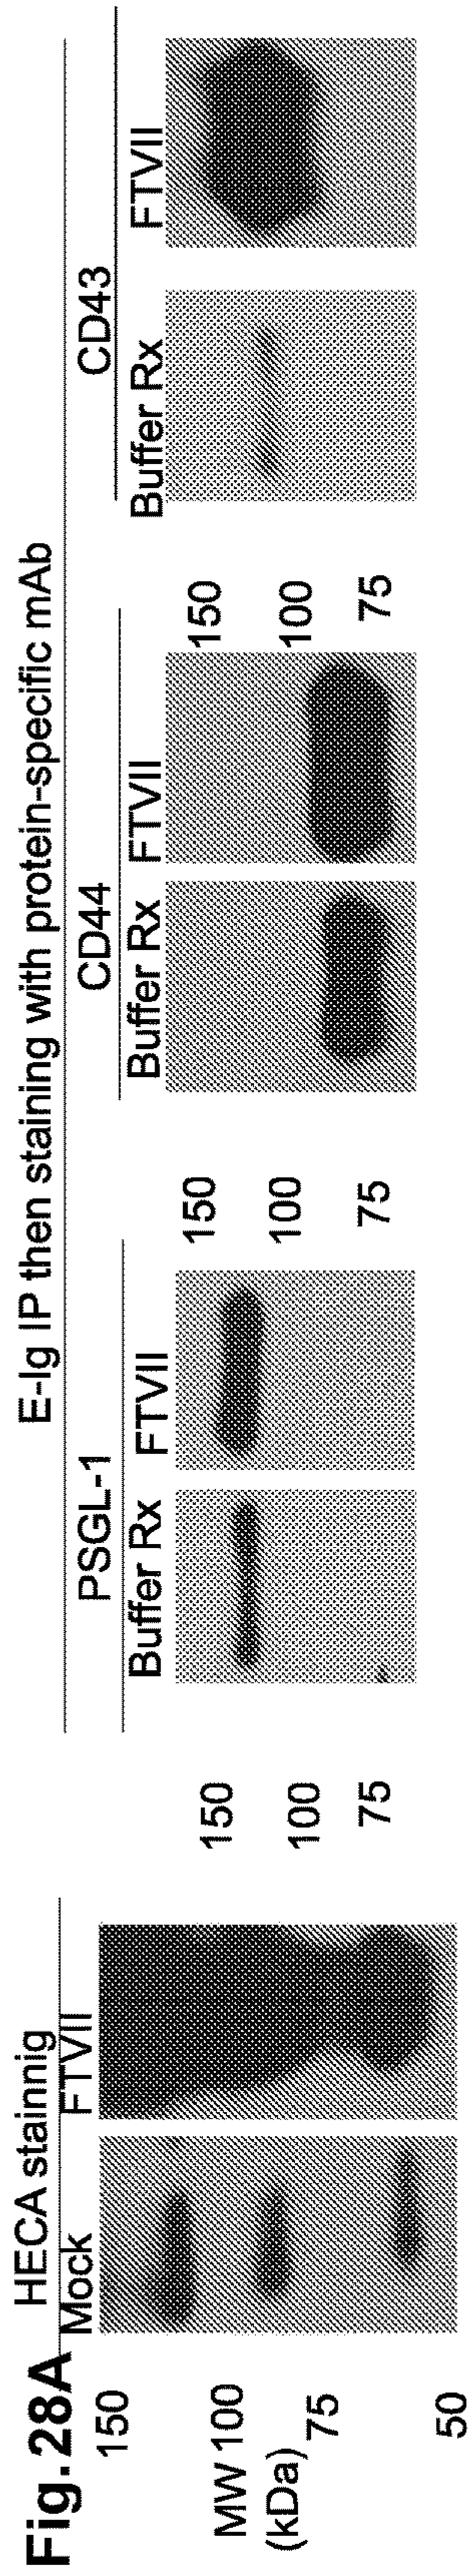 Fig.28A
HECA stainnig
Mock FTVII
150
MW 100
(kDa)
75
50
E-Ig IP then staining with protein-specific mAb
PSGL-1
Buffer Rx FTVII
150
100
75
CD44
Buffer Rx FTVII
150
100
75
CD43
Buffer Rx FTVII
150
100
75